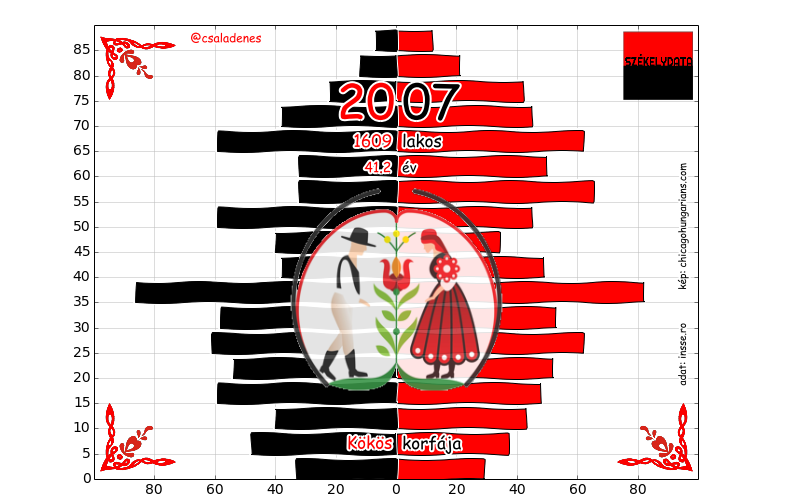 @csaladenes
SZÉKELYDATA
2007
1609 lakos
41,2 év
kép: chicagohungarians.com
adat: insse.ro
Kökös korfája
85
80
75
70
65
60
55
50
45
40
35
30
25
20
15
10
5
0
80 60 40 20 0 20 40 60 80